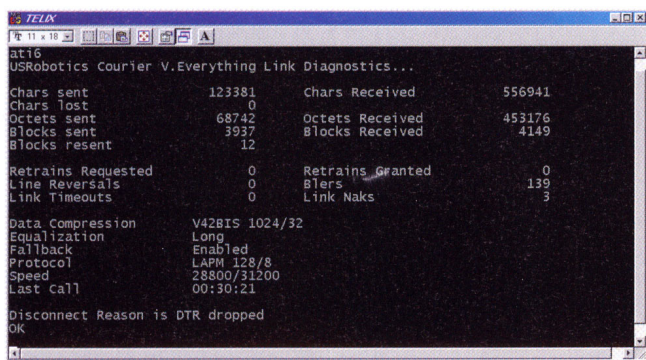 TELIX
11 x 18
A
ati6
USRobotics Courier V.Everything Link Diagnostics...
Chars sent 123381 Chars Received 556941
Chars lost 0
Octets sent 68742 Octets Received 453176
Blocks sent 3937 Blocks Received 4149
Blocks resent 12
Retrains Requested 0 Retrains Granted 0
Line Reversals 0 Blers 139
Link Timeouts 0 Link Naks 3
Data Compression V42BIS 1024/32
Equalization Long
Fallback Enabled
Protocol LAPM 128/8
Speed 28800/31200
Last Call 00:30:21
Disconnect Reason is DTR dropped
OK